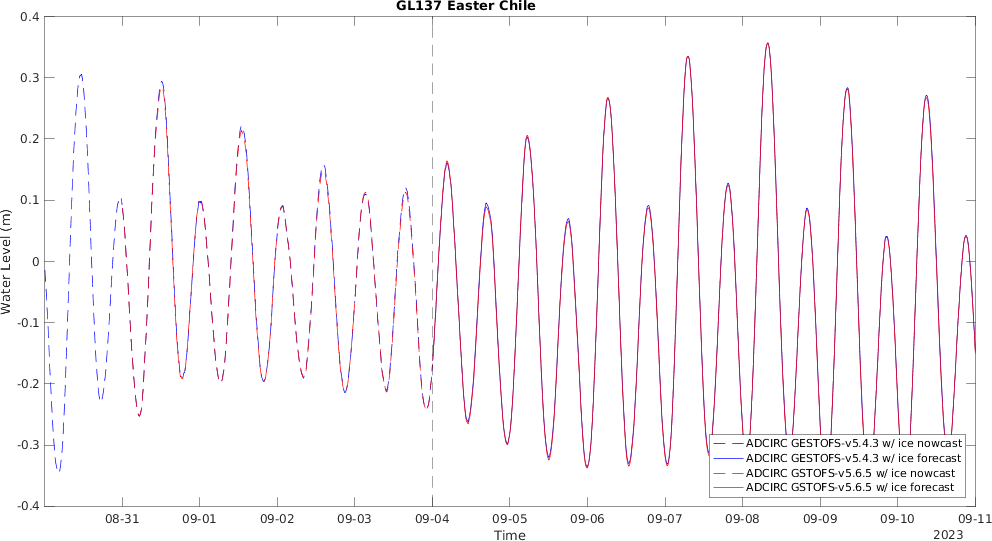 GL137 Easter Chile
0.4
0.3
0.2
0.1
0
-0.1
-0.2
-0.3
-0.4
Water Level (m)
08-31 09-01 09-02 09-03 09-04 09-05 09-06 09-07 09-08 09-09 09-10 09-11
Time
2023
ADCIRC GESTOFS-v5.4.3 w/ ice nowcast
ADCIRC GESTOFS-v5.4.3 w/ ice forecast
ADCIRC GSTOFS-v5.6.5 w/ ice nowcast
ADCIRC GSTOFS-v5.6.5 w/ ice forecast